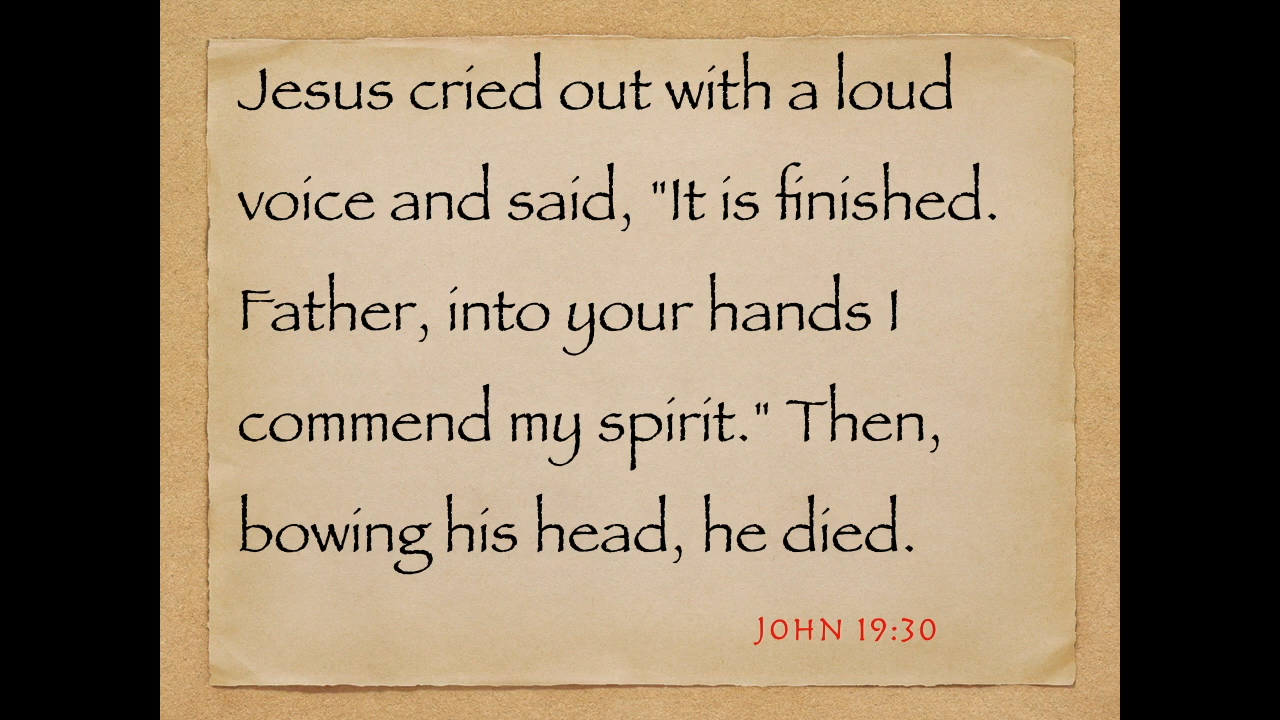 Jesus cried out with a loud
voice and said, "It is finished.
Father, into your hands I
commend my spirit." Then,
bowing his head, he died.
JOHN 19:30